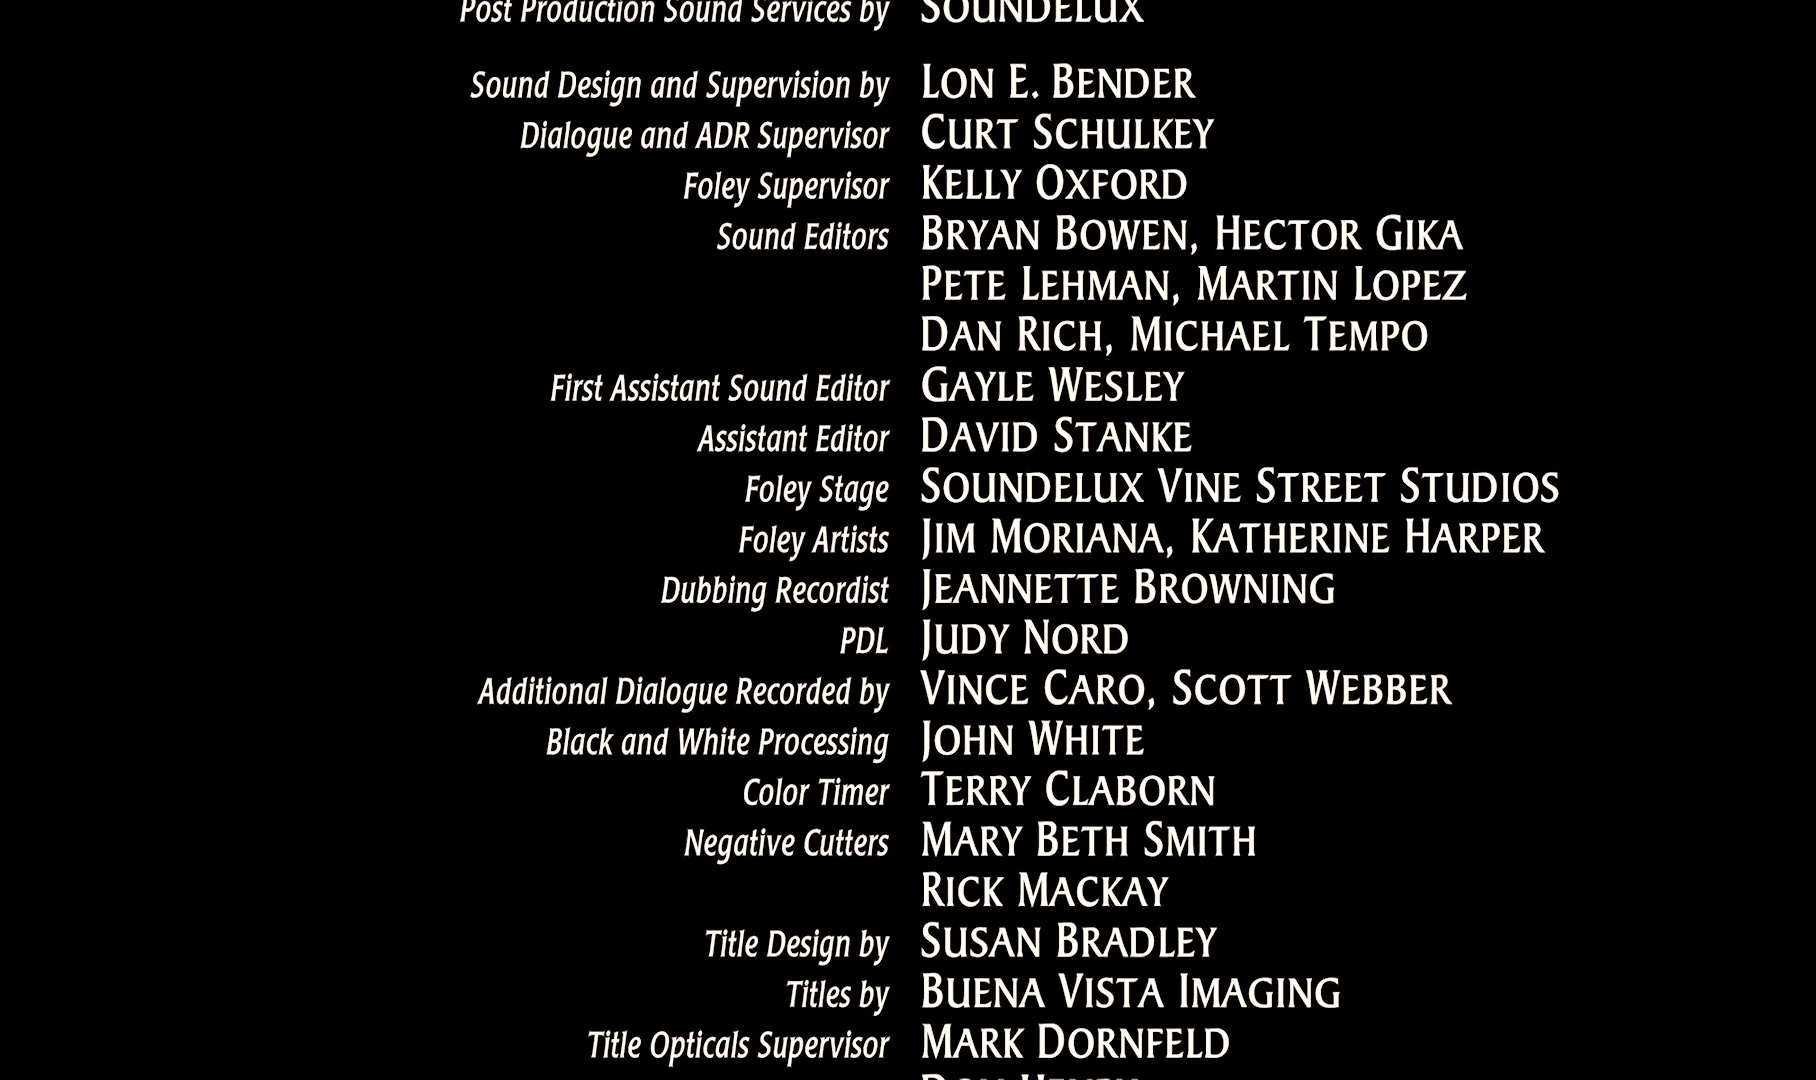 Post Production Sound Services by SOUNDELUX
Sound Design and Supervision by LON E. BENDER
Dialogue and ADR Supervisor CURT SCHULKEY
Foley Supervisor KELLY OXFORD
Sound Editors BRYAN BOWEN, HECTOR GIKA
PETE LEHMAN, MARTIN LOPEZ
DAN RICH, MICHAEL TEMPO
First Assistant Sound Editor GAYLE WESLEY
Assistant Editor DAVID STANKE
Foley Stage SOUNDELUX VINE STREET STUDIOS
Foley Artists JIM MORIANA, KATHERINE HARPER
Dubbing Recordist JEANNETTE BROWNING
PDL JUDY NORD
Additional Dialogue Recorded by VINCE CARO, SCOTT WEBBER
Black and White Processing JOHN WHITE
Color Timer TERRY CLABORN
Negative Cutters MARY BETH SMITH
RICK MACKAY
Title Design by SUSAN BRADLEY
Titles by BUENA VISTA IMAGING
Title Opticals Supervisor MARK DORNFELD